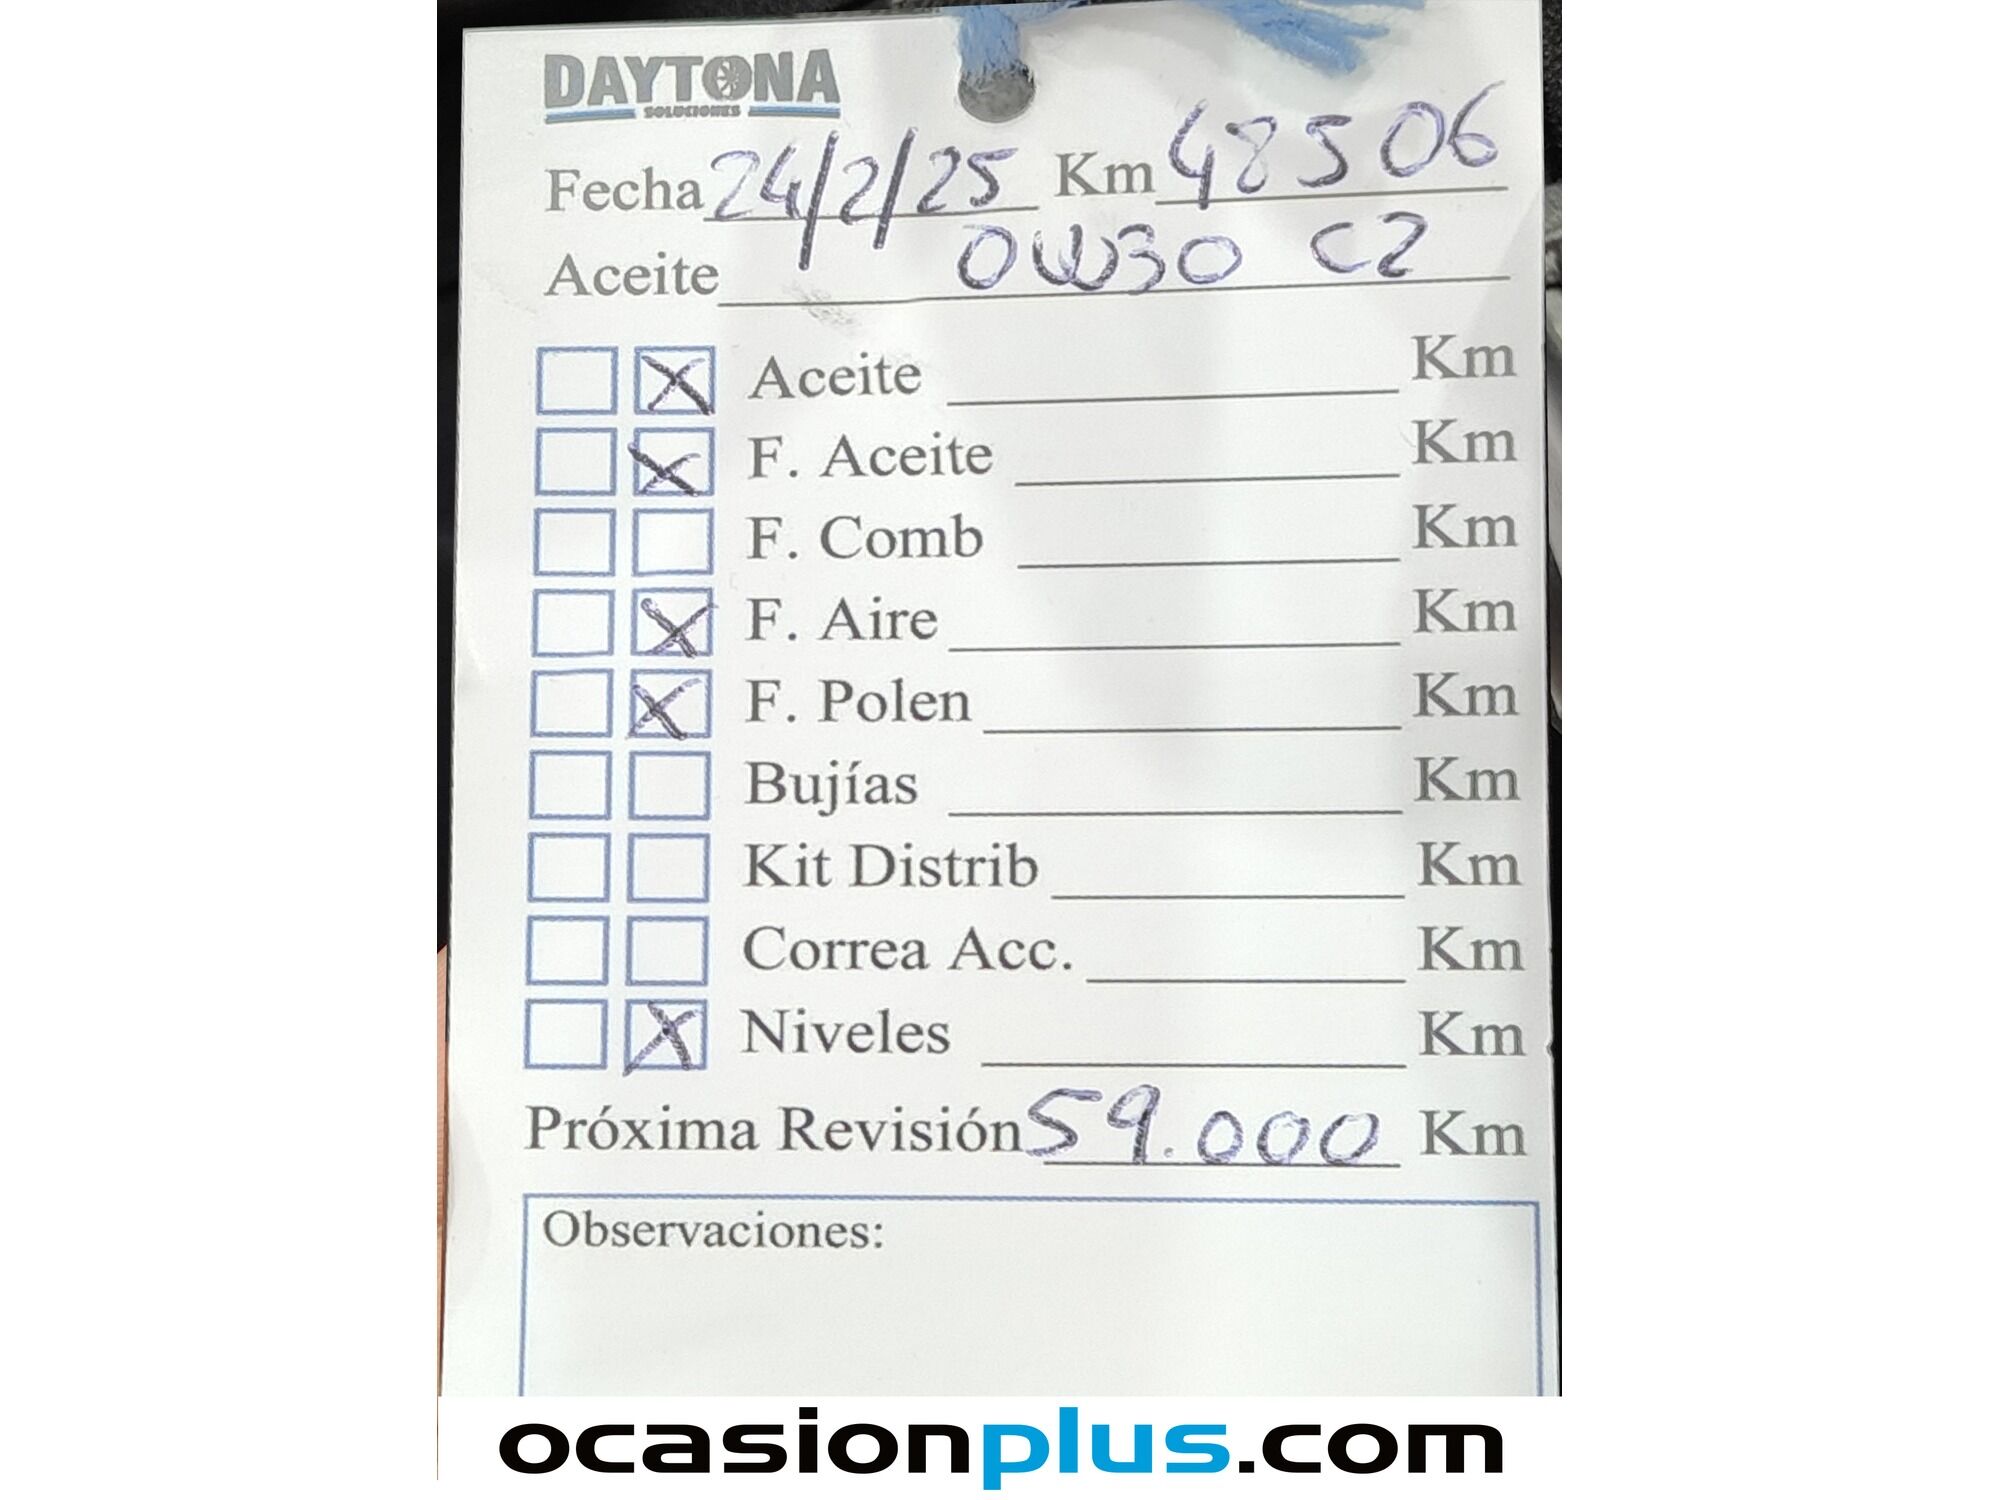 DAYTONA
SOLUCIONES
Fecha 24/2/25 Km 48506
Aceite 0W30 C2
X Aceite Km
X F. Aceite Km
F. Comb Km
X F. Aire Km
X F. Polen Km
Bujías Km
Kit Distrib Km
Correa Acc. Km
X Niveles Km
Próxima Revisión 59.000 Km
Observaciones:
ocasionplus.com